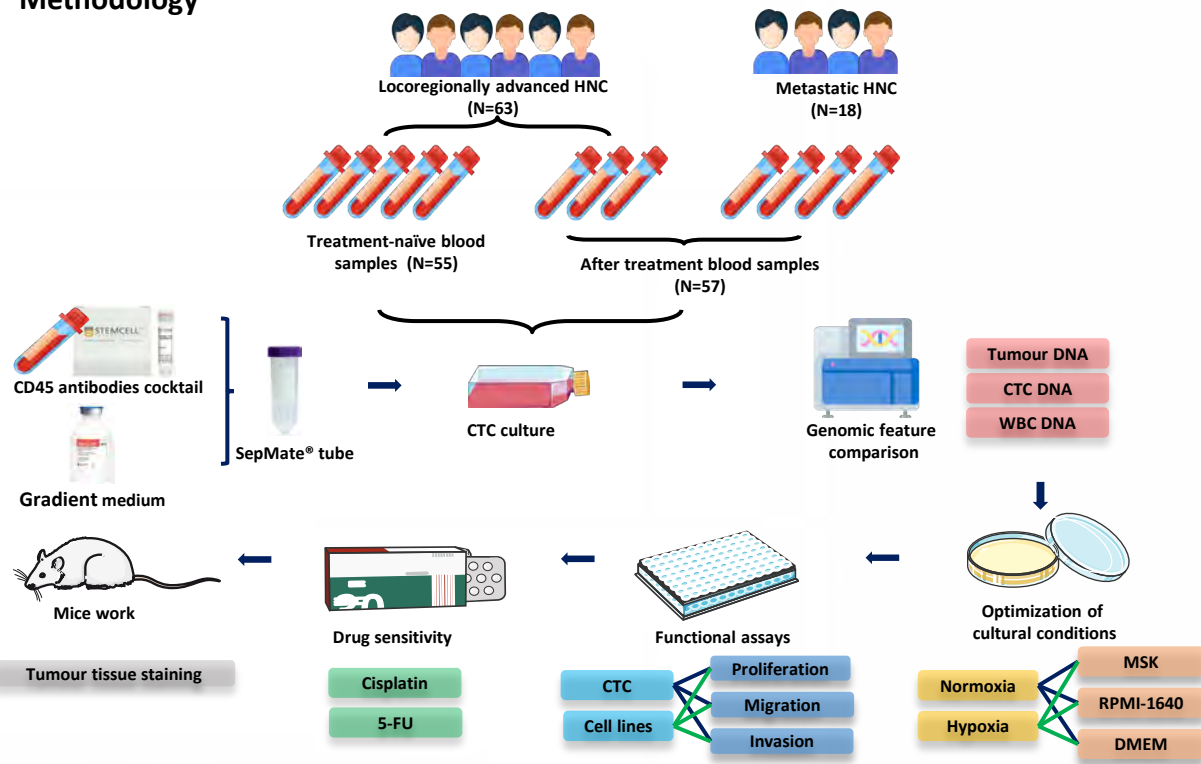 Methodology
Locoregionally advanced HNC
(N=63)
Metastatic HNC
(N=18)
Treatment-naïve blood
samples (N=55)
After treatment blood samples
(N=57)
STEMCELL
CD45 antibodies cocktail
Gradient medium
SepMate® tube
CTC culture
Genomic feature
comparison
Tumour DNA
CTC DNA
WBC DNA
Mice work
Tumour tissue staining
Drug sensitivity
Cisplatin
5-FU
Functional assays
CTC
Cell lines
Proliferation
Migration
Invasion
Optimization of
cultural conditions
Normoxia
Hypoxia
MSK
RPMI-1640
DMEM